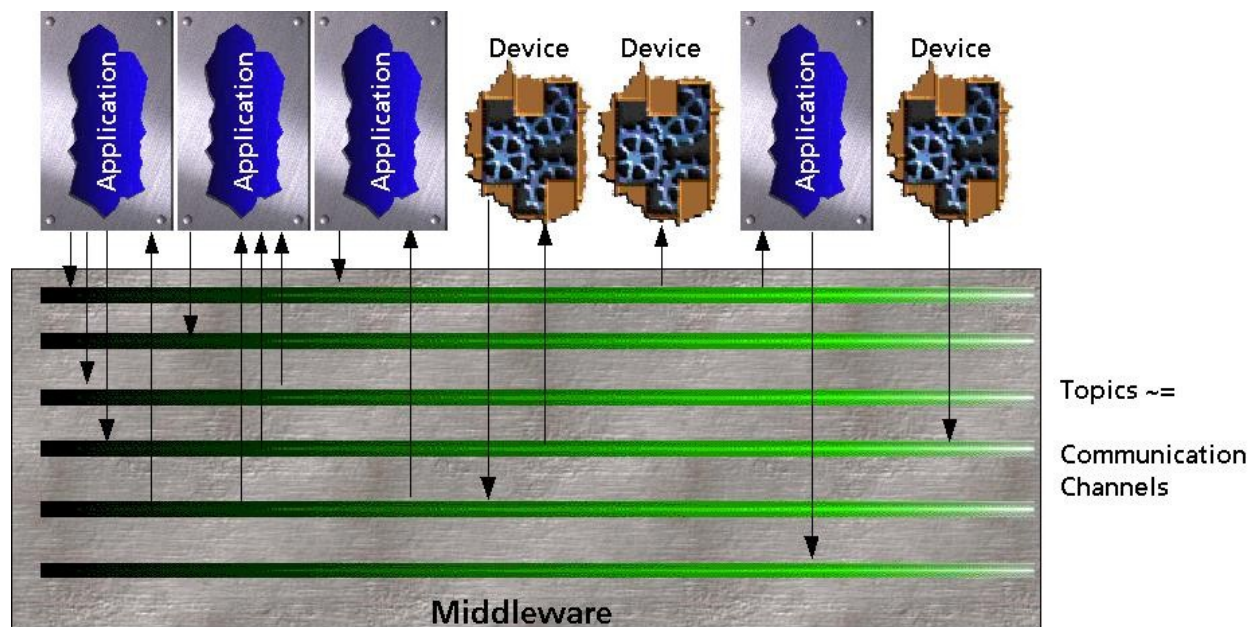 Application
Application
Application
Device
Device
Application
Device
Topics ~=
Communication
Channels
Middleware